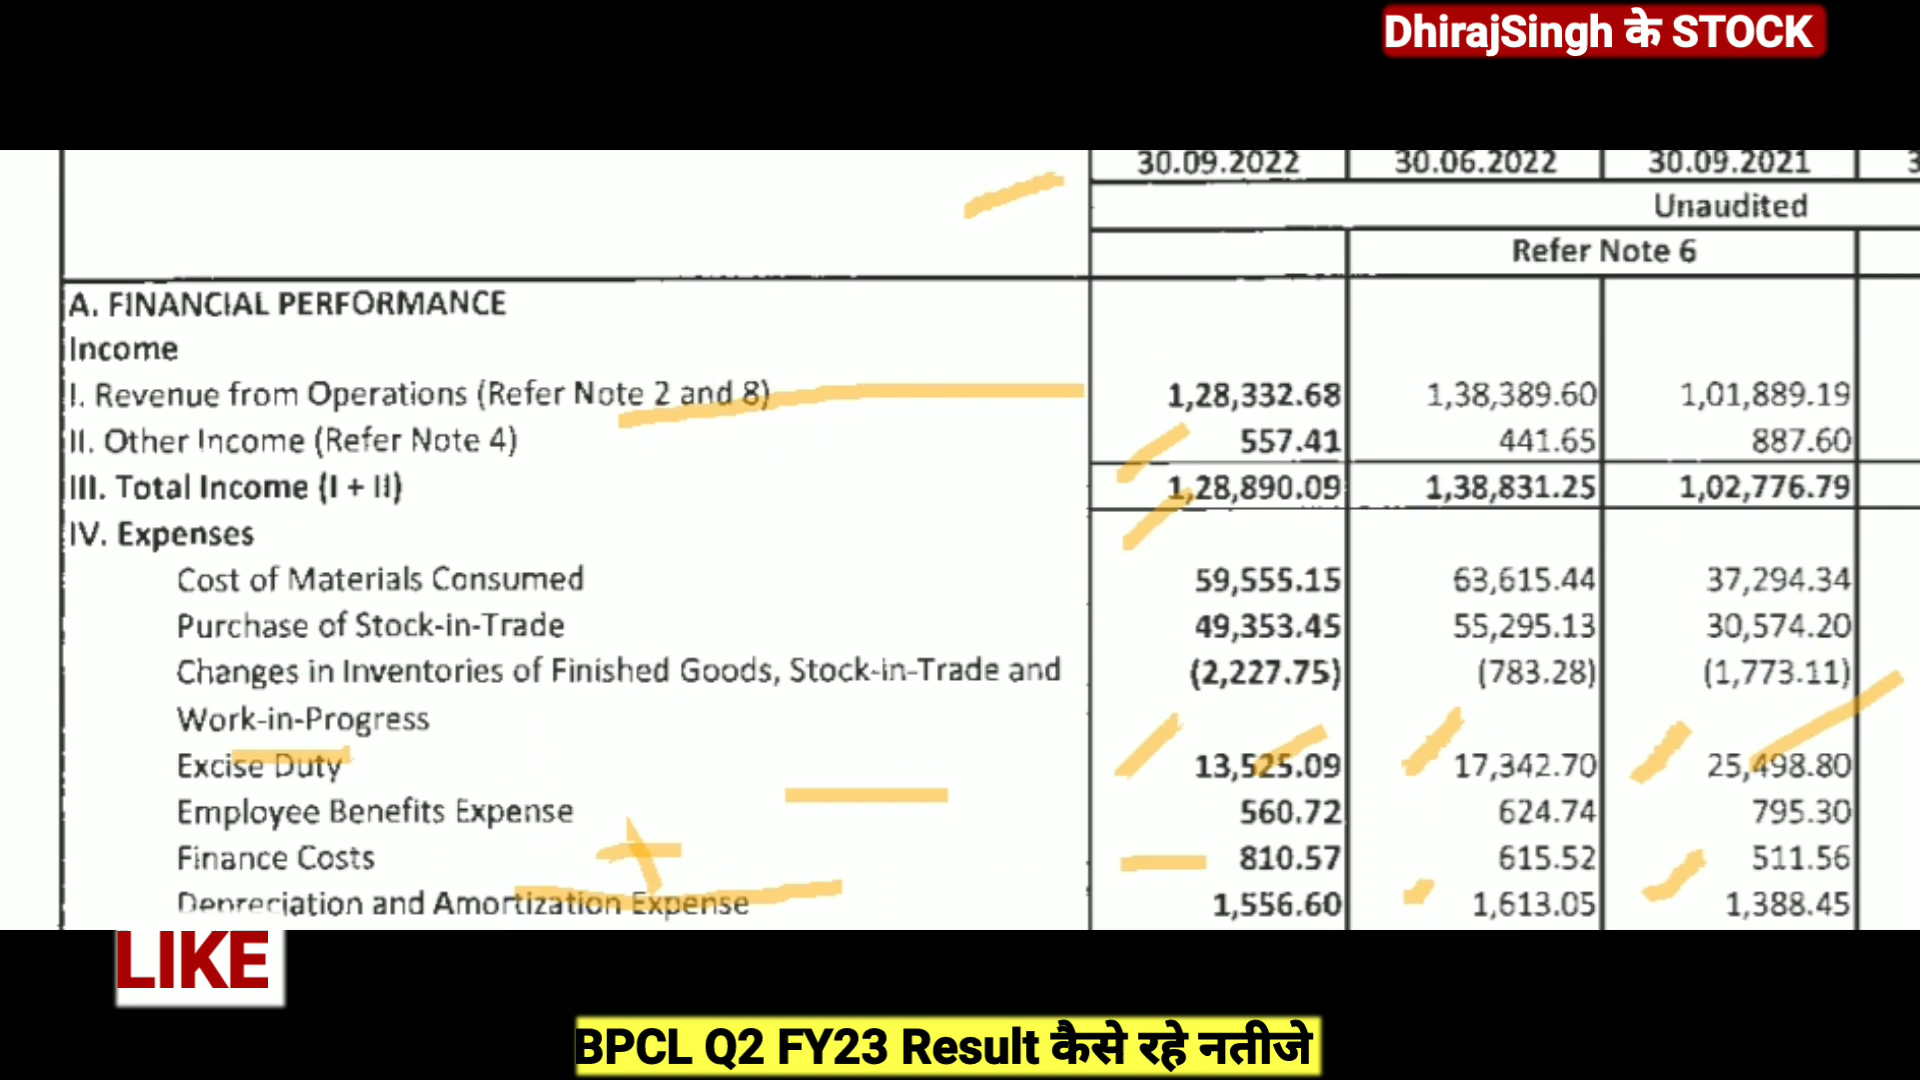 DhirajSingh के STOCK
30.09.2022 30.06.2022 30.09.2021
Unaudited
Refer Note 6
A. FINANCIAL PERFORMANCE
Income
I. Revenue from Operations (Refer Note 2 and 8) 1,28,332.68 1,38,389.60 1,01,889.19
II. Other Income (Refer Note 4) 557.41 441.65 887.60
III. Total Income (I + II) 1,28,890.09 1,38,831.25 1,02,776.79
IV. Expenses
Cost of Materials Consumed 59,555.15 63,615.44 37,294.34
Purchase of Stock-in-Trade 49,353.45 55,295.13 30,574.20
Changes in Inventories of Finished Goods, Stock-in-Trade and (2,227.75) (783.28) (1,773.11)
Work-in-Progress
Excise Duty 13,525.09 17,342.70 25,498.80
Employee Benefits Expense 560.72 624.74 795.30
Finance Costs 810.57 615.52 511.56
Depreciation and Amortization Expense 1,556.60 1,613.05 1,388.45
LIKE
BPCL Q2 FY23 Result कैसे रहे नतीजे